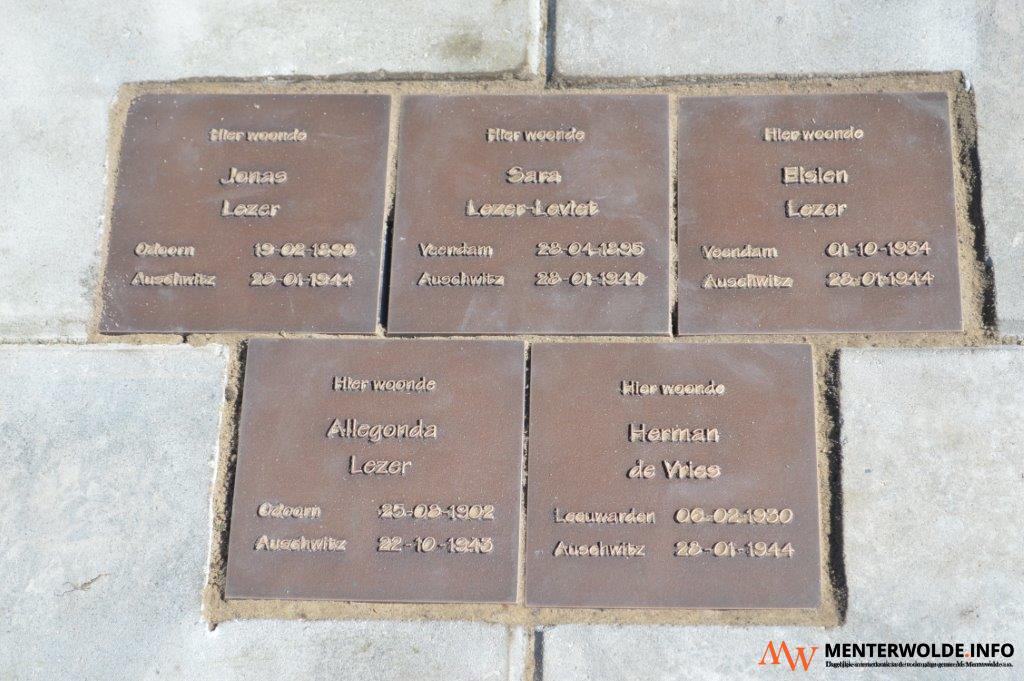 Hier woonde
Jonas
Lezer
Odoorn 19-02-1898
Auschwitz 28-01-1944
Hier woonde
Sara
Lezer-Leviet
Veendam 28-04-1895
Auschwitz 28-01-1944
Hier woonde
Elsien
Lezer
Veendam 01-10-1934
Auschwitz 28-01-1944
Hier woonde
Allegonda
Lezer
Odoorn 25-08-1902
Auschwitz 22-10-1943
Hier woonde
Herman
de Vries
Leeuwarden 06-02-1930
Auschwitz 28-01-1944
MW MENTERWOLDE.INFO